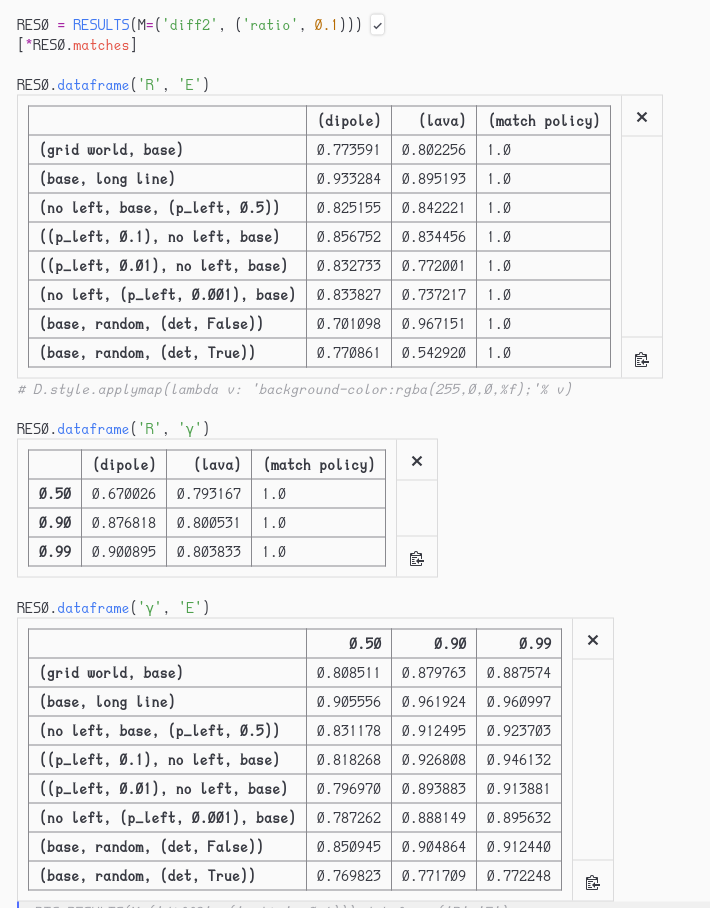 RES0 = RESULTS(M=('diff2', ('ratio', 0.1))) ✓
[*RES0.matches]
RES0.dataframe('R', 'E')
(dipole) (lava) (match policy)
(grid world, base) 0.773591 0.802256 1.0
(base, long line) 0.933284 0.895193 1.0
(no left, base, (p_left, 0.5)) 0.825155 0.842221 1.0
((p_left, 0.1), no left, base) 0.856752 0.834456 1.0
((p_left, 0.01), no left, base) 0.832733 0.772001 1.0
(no left, (p_left, 0.001), base) 0.833827 0.737217 1.0
(base, random, (det, False)) 0.701098 0.967151 1.0
(base, random, (det, True)) 0.770861 0.542920 1.0
# D.style.applymap(lambda v: 'background-color:rgba(255,0,0,%f);'% v)
RES0.dataframe('R', 'γ')
(dipole) (lava) (match policy)
0.50 0.670026 0.793167 1.0
0.90 0.876818 0.800531 1.0
0.99 0.900895 0.803833 1.0
RES0.dataframe('γ', 'E')
0.50 0.90 0.99
(grid world, base) 0.808511 0.879763 0.887574
(base, long line) 0.905556 0.961924 0.960997
(no left, base, (p_left, 0.5)) 0.831178 0.912495 0.923703
((p_left, 0.1), no left, base) 0.818268 0.926808 0.946132
((p_left, 0.01), no left, base) 0.796970 0.893883 0.913881
(no left, (p_left, 0.001), base) 0.787262 0.888149 0.895632
(base, random, (det, False)) 0.850945 0.904864 0.912440
(base, random, (det, True)) 0.769823 0.771709 0.772248